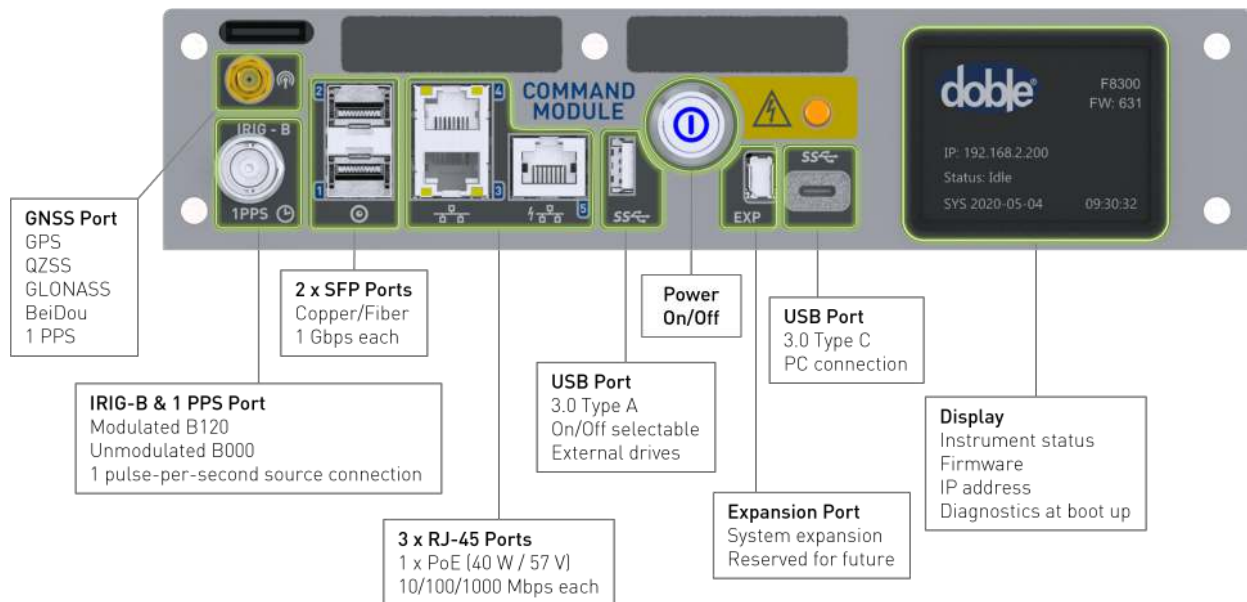 COMMAND
MODULE
2
4
1
3
5
IRIG - B
1PPS
SS
EXP
SS
doble®
F8300
FW: 631
IP: 192.168.2.200
Status: Idle
SYS 2020-05-04 09:30:32
GNSS Port
GPS
QZSS
GLONASS
BeiDou
1 PPS
IRIG-B & 1 PPS Port
Modulated B120
Unmodulated B000
1 pulse-per-second source connection
2 x SFP Ports
Copper/Fiber
1 Gbps each
3 x RJ-45 Ports
1 x PoE (40 W / 57 V)
10/100/1000 Mbps each
USB Port
3.0 Type A
On/Off selectable
External drives
Power
On/Off
Expansion Port
System expansion
Reserved for future
USB Port
3.0 Type C
PC connection
Display
Instrument status
Firmware
IP address
Diagnostics at boot up